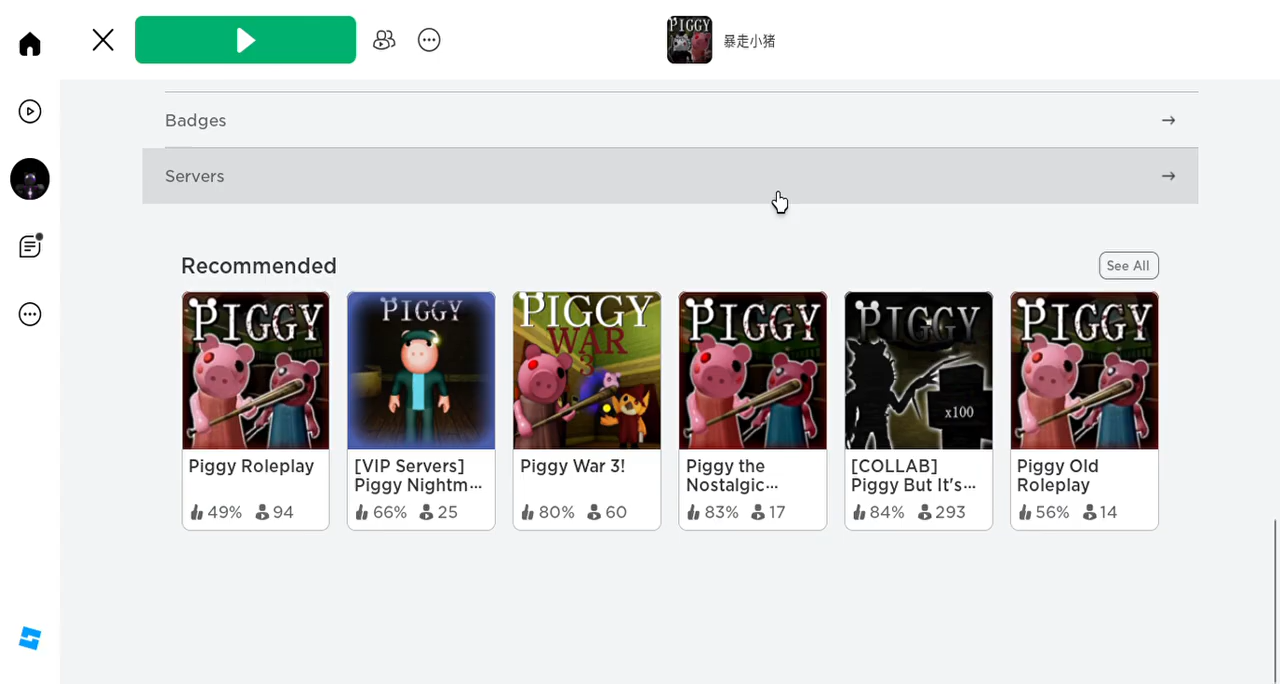 PIGGY
暴走小猪
Badges
Servers
Recommended
See All
PIGGY
Piggy Roleplay
49% 94
PIGGY
[VIP Servers]
Piggy Nightm...
66% 25
PIGGY
WAR
3
Piggy War 3!
80% 60
PIGGY
Piggy the
Nostalgic...
83% 17
PIGGY
x100
[COLLAB]
Piggy But It's...
84% 293
PIGGY
Piggy Old
Roleplay
56% 14